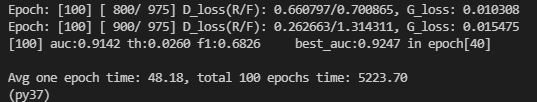 Epoch: [100] [ 800/ 975] D_loss(R/F): 0.660797/0.700865, G_loss: 0.010308
Epoch: [100] [ 900/ 975] D_loss(R/F): 0.262663/1.314311, G_loss: 0.015475
[100] auc:0.9142 th:0.0260 f1:0.6826     best_auc:0.9247 in epoch[40]
Avg one epoch time: 48.18, total 100 epochs time: 5223.70
(py37)